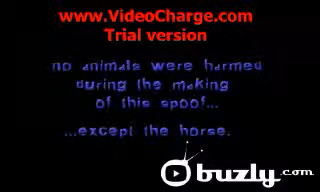 www.VideoCharge.com
Trial version
no animals were harmed
during the making
of this spoof...
...except the horse.
buzly.com